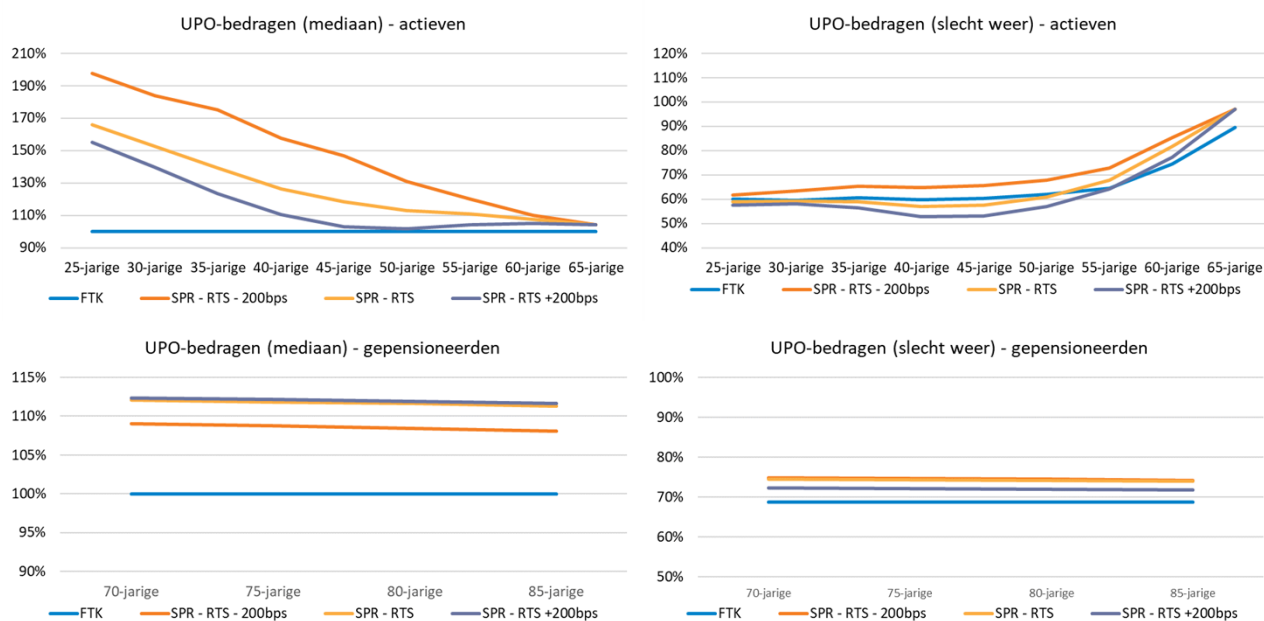 UPO-bedragen (mediaan) - actieven
210%
190%
170%
150%
130%
110%
90%
25-jarige 30-jarige 35-jarige 40-jarige 45-jarige 50-jarige 55-jarige 60-jarige 65-jarige
FTK SPR - RTS - 200bps SPR - RTS SPR - RTS +200bps
UPO-bedragen (slecht weer) - actieven
120%
110%
100%
90%
80%
70%
60%
50%
40%
25-jarige 30-jarige 35-jarige 40-jarige 45-jarige 50-jarige 55-jarige 60-jarige 65-jarige
FTK SPR - RTS - 200bps SPR - RTS SPR - RTS +200bps
UPO-bedragen (mediaan) - gepensioneerden
115%
110%
105%
100%
95%
90%
70-jarige 75-jarige 80-jarige 85-jarige
FTK SPR - RTS - 200bps SPR - RTS SPR - RTS +200bps
UPO-bedragen (slecht weer) - gepensioneerden
100%
90%
80%
70%
60%
50%
70-jarige 75-jarige 80-jarige 85-jarige
FTK SPR - RTS - 200bps SPR - RTS SPR - RTS +200bps